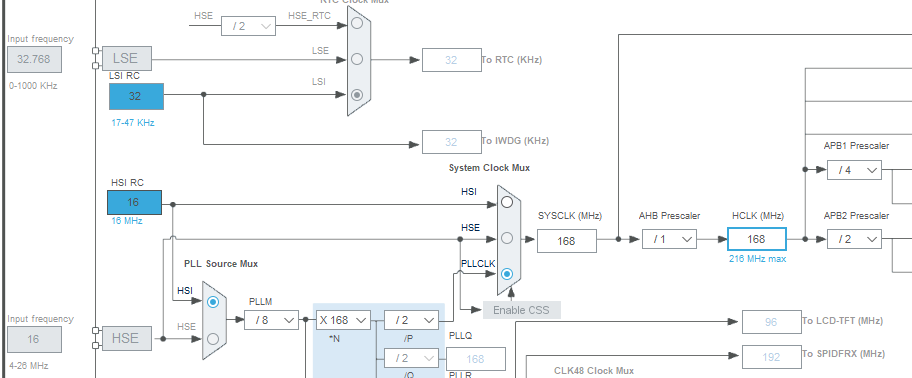 RTC Clock Mux
HSE
/ 2
HSE_RTC
Input frequency
32.768
0-1000 KHz
LSE
LSE
32
To RTC (KHz)
LSI RC
32
17-47 KHz
LSI
32
To IWDG (KHz)
System Clock Mux
APB1 Prescaler
/ 4
HSI RC
16
16 MHz
HSI
SYSCLK (MHz)
AHB Prescaler
HCLK (MHz)
APB2 Prescaler
HSE
168
/ 1
168
/ 2
216 MHz max
PLL Source Mux
PLLCLK
HSI
PLLM
Enable CSS
Input frequency
16
4-26 MHz
HSE
HSE
/ 8
X 168
/ 2
*N
/P
PLLQ
/ 2
168
/Q
PLLR
96
To LCD-TFT (MHz)
192
To SPIDFRX (MHz)
CLK48 Clock Mux